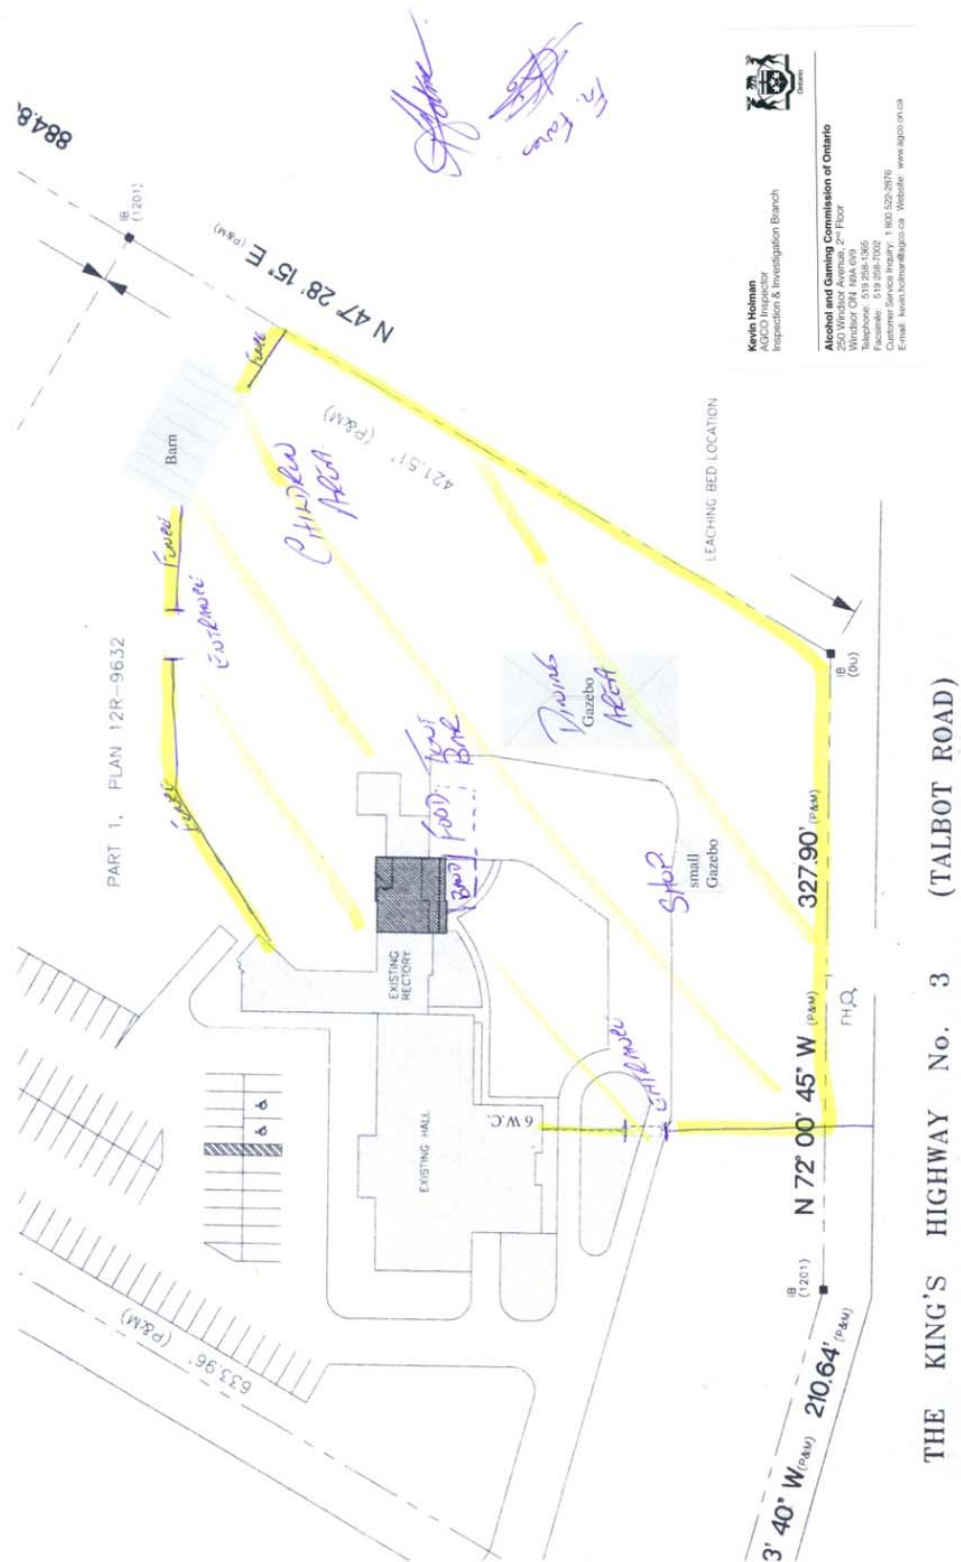 884.8
IB
(1201)
N 47° 28' 15" E (P&M)
421.51' (P&M)
Fr. Fares
Kevin Holman
AGCO Inspector
Inspection & Investigation Branch
Alcohol and Gaming Commission of Ontario
250 Windsor Avenue, 2nd Floor
Windsor ON N9A 6V9
Telephone: 519 256-1365
Facsimile: 519 258-7002
Customer Service Inquiry: 1 800 522-2876
E-mail: kevin.holman@agco.on.ca Website: www.agco.on.ca
Ontario
Barn
FENCE
FENCE
FENCE
ENTRANCE
CHILDREN
AREA
PART 1, PLAN 12R-9632
LEACHING BED LOCATION
DINING
Gazebo
AREA
BAND
FOOD
TENT
BAR
SHOP
small
Gazebo
EXISTING
RECTORY
EXISTING HALL
6 W.C.
ENTRANCE
IB
(OU)
327.90' (P&M)
N 72° 00' 45" W (P&M)
FH
IB
(1201)
633.96' (P&M)
3' 40" W (P&M) 210.64' (P&M)
THE KING'S HIGHWAY No. 3 (TALBOT ROAD)